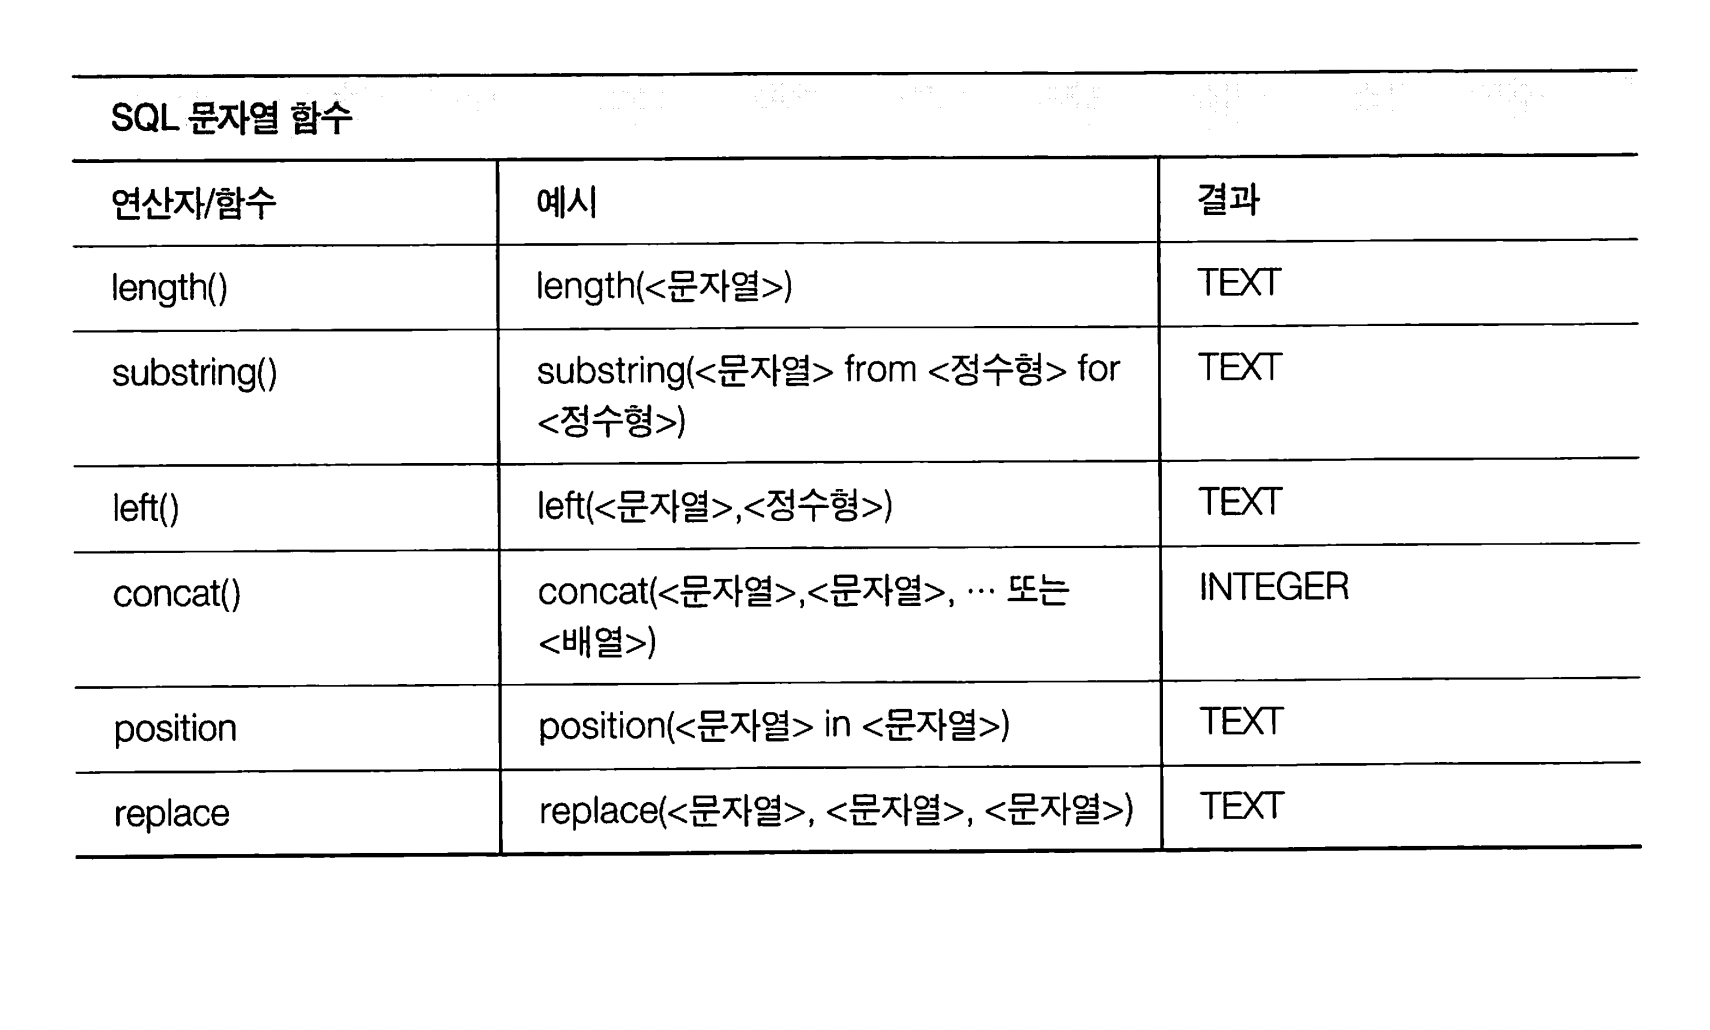 SQL 문자열 함수
연산자/함수 예시 결과
length() length(<문자열>) TEXT
substring() substring(<문자열> from <정수형> for TEXT
<정수형>)
left() left(<문자열>,<정수형>) TEXT
concat() concat(<문자열>,<문자열>, ··· 또는 INTEGER
<배열>)
position position(<문자열> in <문자열>) TEXT
replace replace(<문자열>, <문자열>, <문자열>) TEXT